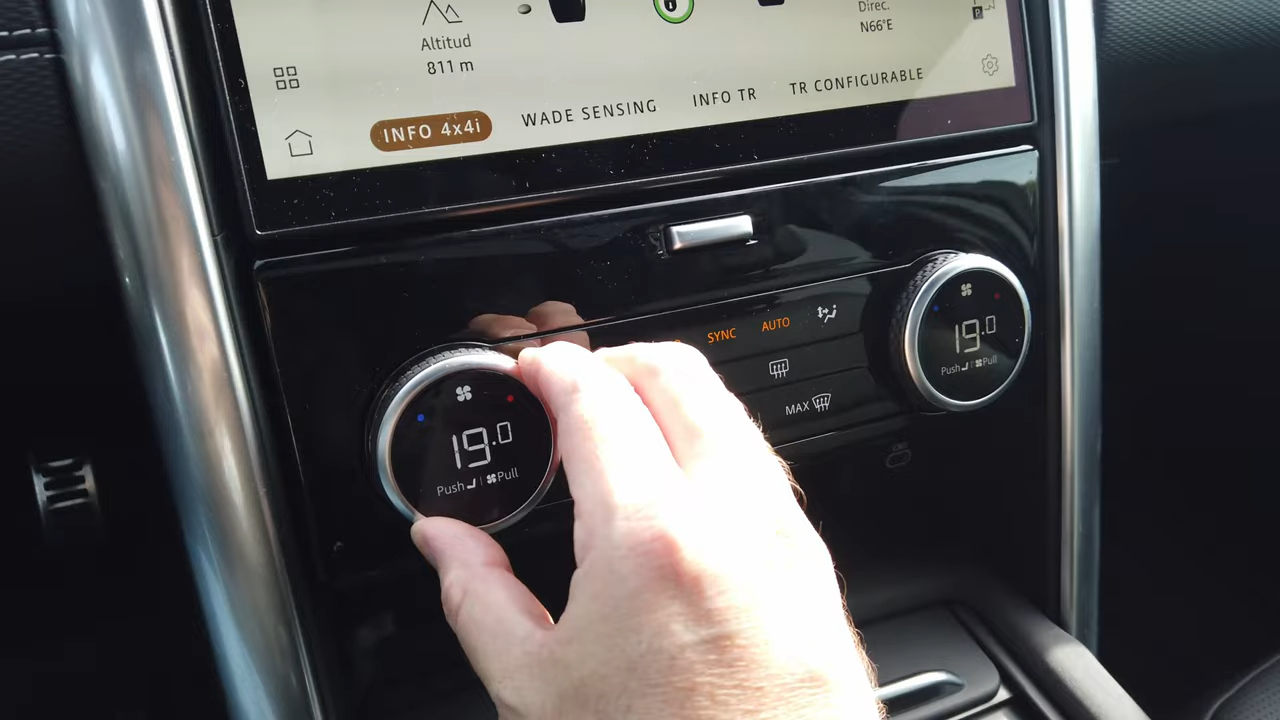 Altitud
811 m
Direc.
N66°E
P
INFO 4x4i
WADE SENSING
INFO TR
TR CONFIGURABLE
SYNC
AUTO
MAX
19.0
Push
Pull
19.0
Push
Pull